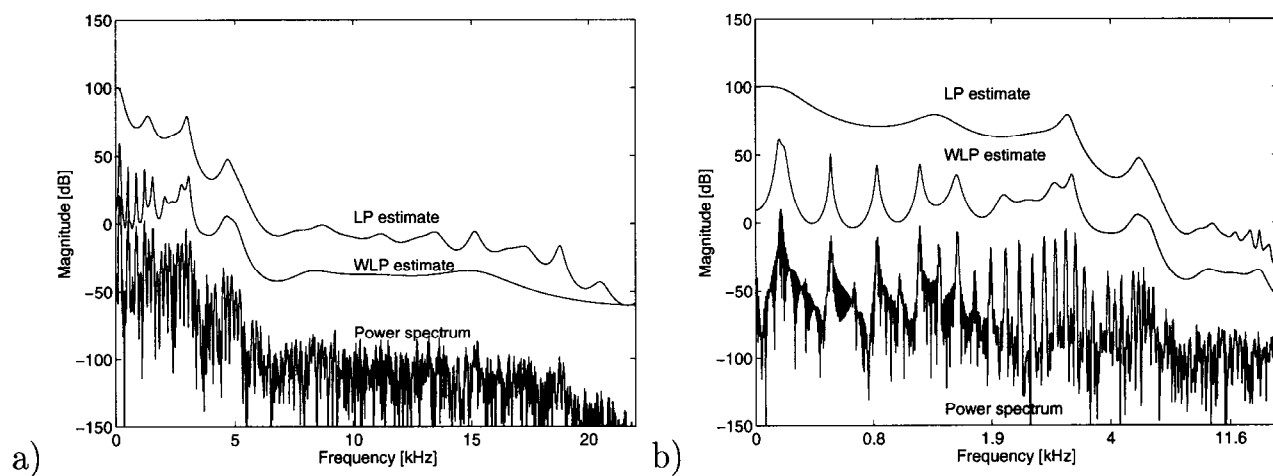 150
100
50
0
−50
−100
−150
Magnitude [dB]
LP estimate
WLP estimate
Power spectrum
0 5 10 15 20
Frequency [kHz]
a)
150
100
50
0
−50
−100
−150
Magnitude [dB]
LP estimate
WLP estimate
Power spectrum
0 0.8 1.9 4 11.6
Frequency [kHz]
b)